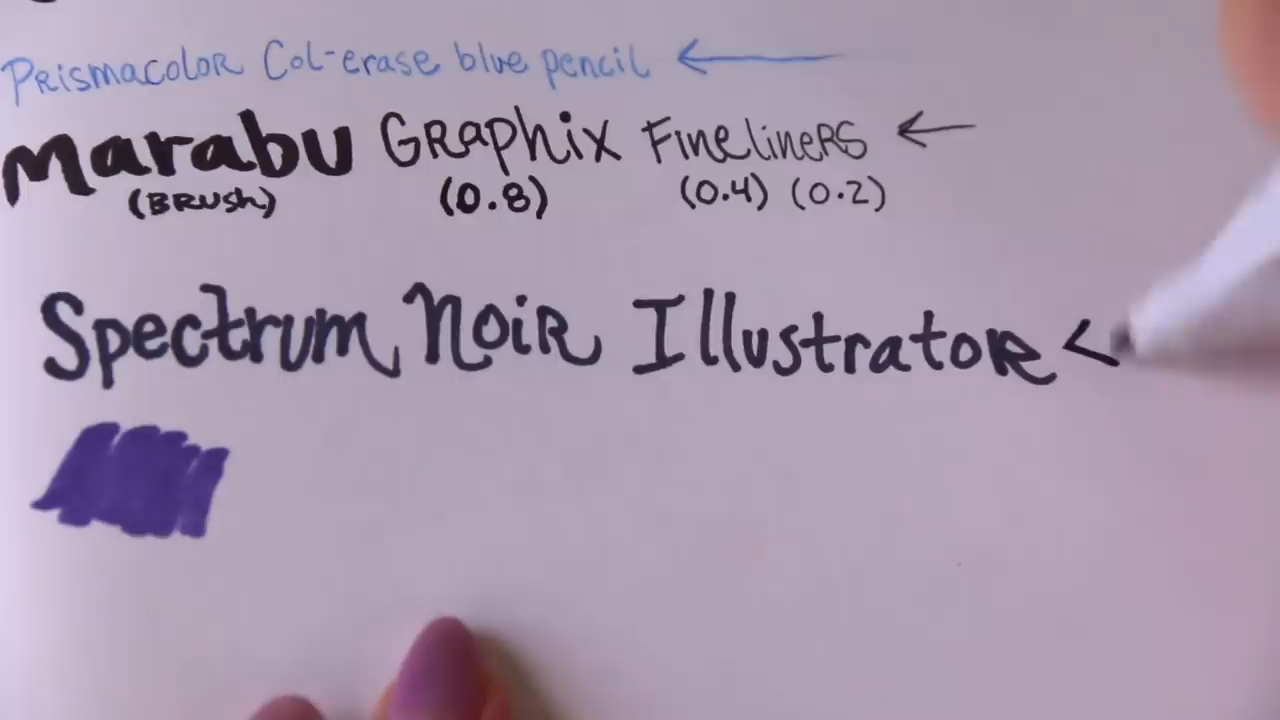 Prismacolor Col-erase blue pencil ←
Marabu Graphix Fineliners ←
(Brush) (0.8) (0.4) (0.2)
Spectrum Noir Illustrator <